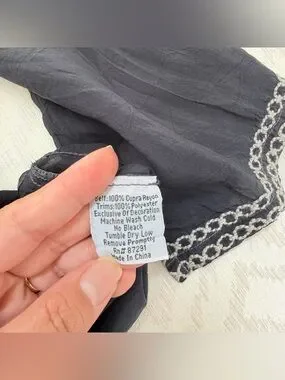 Self: 100% Cupra Rayon
Trims: 100% Polyester
Exclusive Of Decoration
Machine Wash Cold
No Bleach
Tumble Dry Low
Remove Promptly
Rn# 87291
Made In China